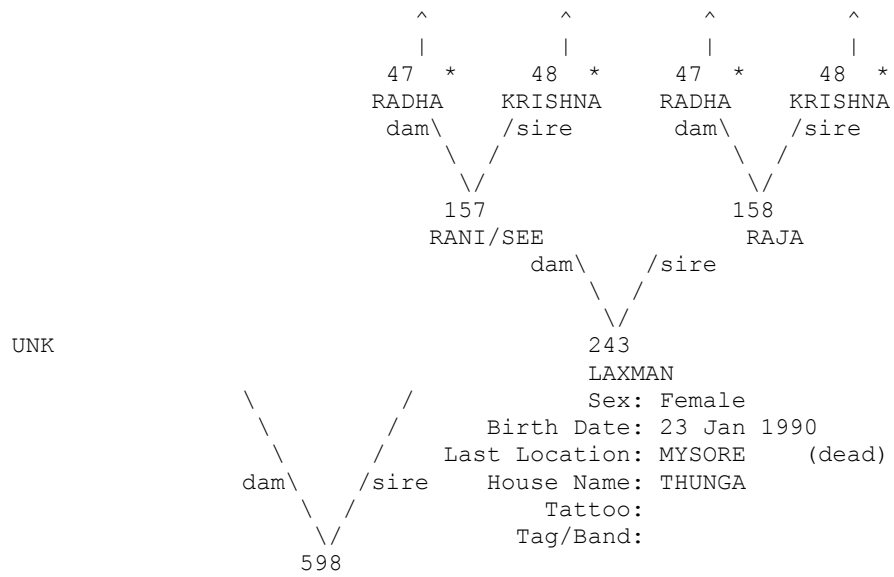 ^ ^ ^ ^
| | | |
47 * 48 * 47 * 48 *
RADHA KRISHNA RADHA KRISHNA
dam\ /sire dam\ /sire
\ / \ /
\/ \/
157 158
RANI/SEE RAJA
dam\ /sire
\ /
\/
UNK 243
LAXMAN
\ / Sex: Female
\ / Birth Date: 23 Jan 1990
\ / Last Location: MYSORE (dead)
dam\ /sire House Name: THUNGA
\ / Tattoo:
\/ Tag/Band:
598